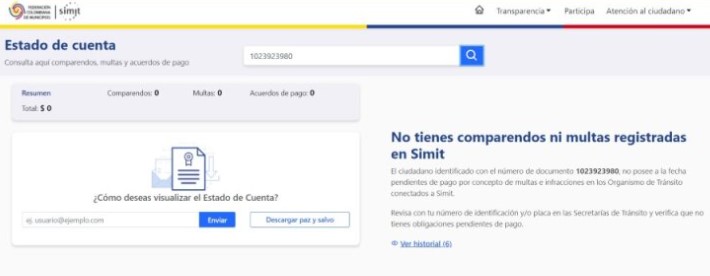 FEDERACIÓN
COLOMBIANA
DE MUNICIPIOS
simit
Transparencia
Participa
Atención al ciudadano
Estado de cuenta
Consulta aquí comparendos, multas y acuerdos de pago
1023923980
Resumen
Comparendos: 0
Multas: 0
Acuerdos de pago: 0
Total: $ 0
¿Cómo deseas visualizar el Estado de Cuenta?
ej. usuario@ejemplo.com
Enviar
Descargar paz y salvo
No tienes comparendos ni multas registradas
en Simit
El ciudadano identificado con el número de documento 1023923980, no posee a la fecha
pendientes de pago por concepto de multas e infracciones en los Organismo de Tránsito
conectados a Simit.
Revisa con tu número de identificación y/o placa en las Secretarías de Tránsito y verifica que no
tienes obligaciones pendientes de pago.
Ver historial (6)